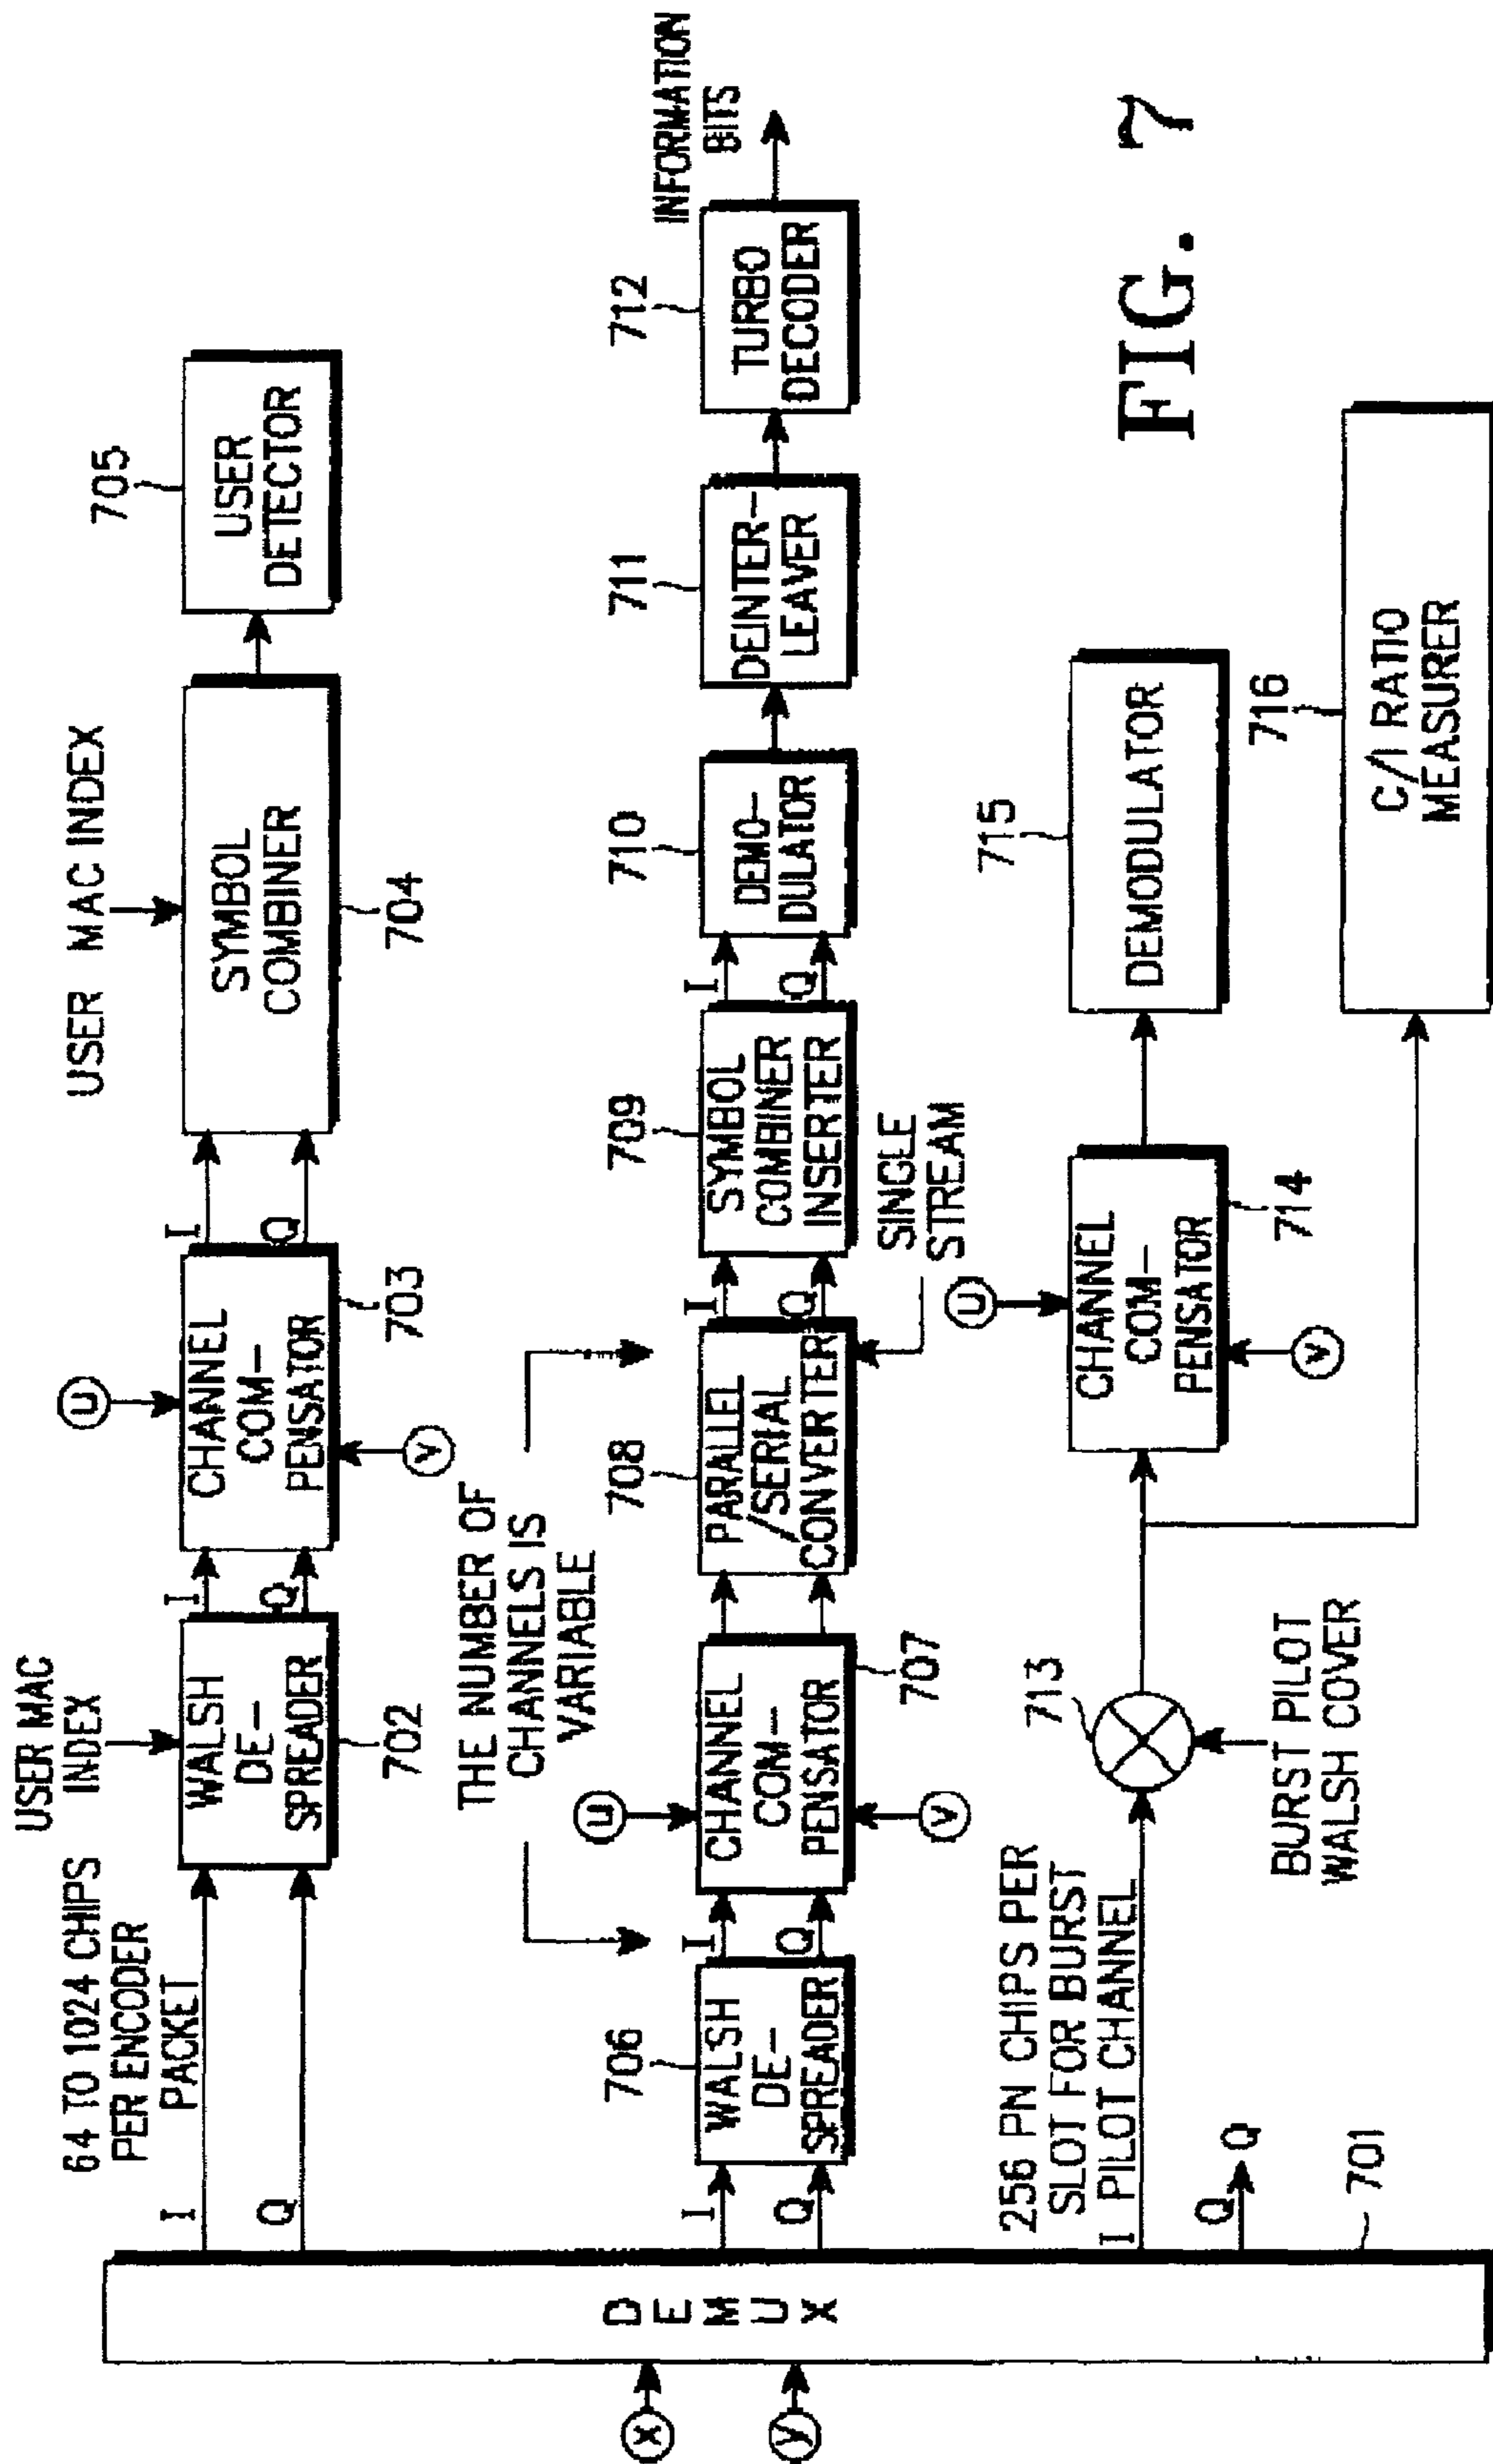 USER MAC
INDEX
USER MAC INDEX
64 TO 1024 CHIPS
PER ENCODER
PACKET
I
Q
WALSH
DE-
SPREADER
702
I
Q
U
CHANNEL
COM-
PENSATOR
703
V
I
Q
SYMBOL
COMBINER
704
705
USER
DETECTOR
THE NUMBER OF
CHANNELS IS
VARIABLE
X
Y
D
E
M
U
X
701
I
Q
706
WALSH
DE-
SPREADER
I
Q
U
CHANNEL
COM-
PENSATOR
707
V
708
PARALLEL
/SERIAL
CONVERTER
I
Q
SINGLE
STREAM
709
SYMBOL
COMBINER
INSERTER
I
Q
710
DEMO-
DULATOR
711
DEINTER-
LEAVER
712
TURBO
DECODER
INFORMATION
BITS
256 PN CHIPS PER
SLOT FOR BURST
I PILOT CHANNEL
Q Q
713
BURST PILOT
WALSH COVER
U
CHANNEL
COM-
PENSATOR
714
V
715
DEMODULATOR
716
C/I RATIO
MEASURER
FIG. 7